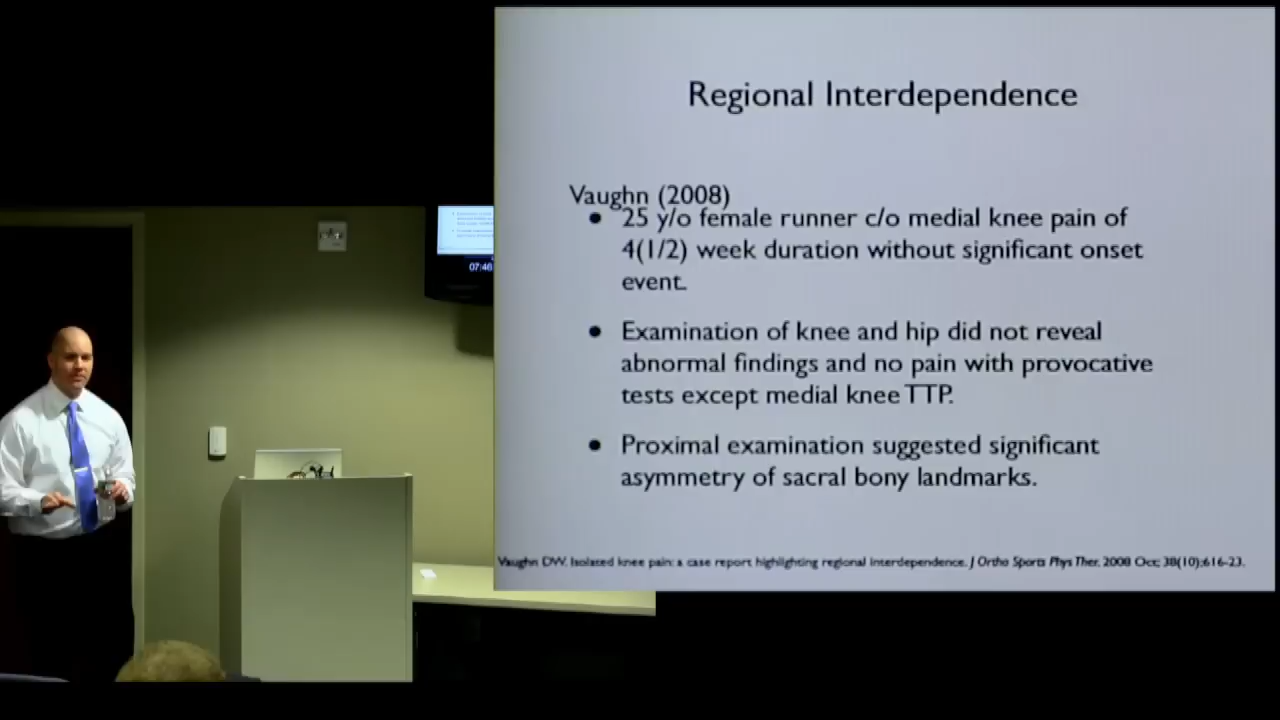 Regional Interdependence
Vaughn (2008)
• 25 y/o female runner c/o medial knee pain of
4(1/2) week duration without significant onset
event.
• Examination of knee and hip did not reveal
abnormal findings and no pain with provocative
tests except medial knee TTP.
• Proximal examination suggested significant
asymmetry of sacral bony landmarks.
Vaughn DW. Isolated knee pain: a case report highlighting regional interdependence. J Ortho Sports Phys Ther. 2008 Oct; 38(10):616-23.
07:46